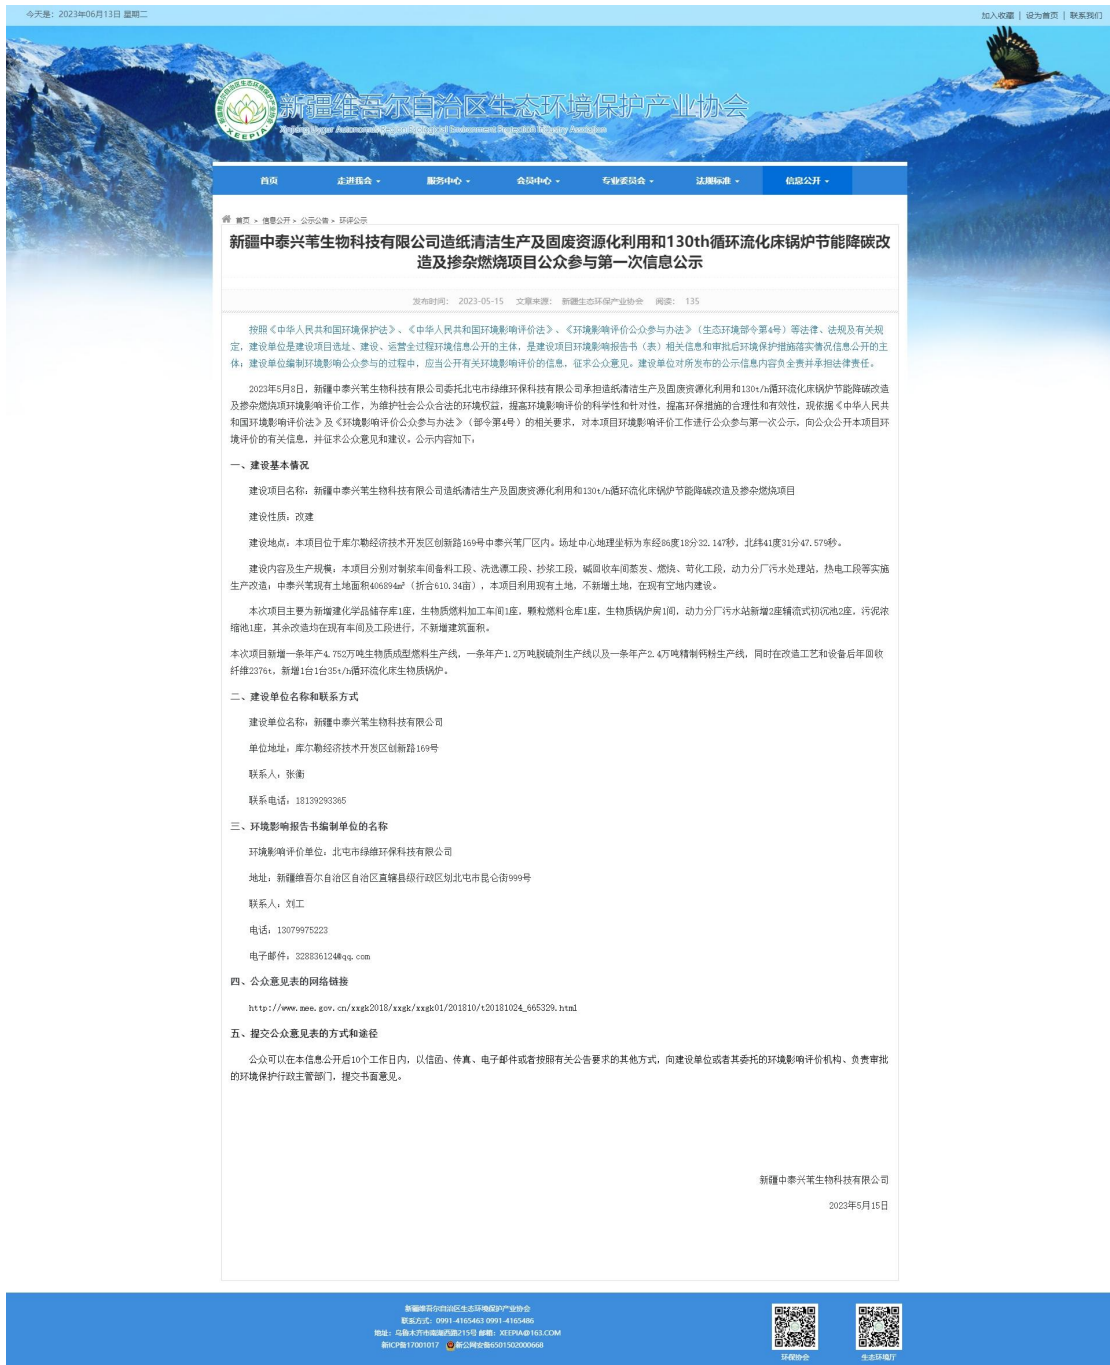 今天是：2023年06月13日 星期二
加入收藏 | 设为首页 | 联系我们
新疆维吾尔自治区生态环境保护产业协会
Xinjiang Uygur Autonomous Region Ecological Environment Protection Industry Association
XEEPIA
首页 走进我会 服务中心 会员中心 专业委员会 法规标准 信息公开
首页 > 信息公开 > 公示公告 > 环评公示
新疆中泰兴苇生物科技有限公司造纸清洁生产及固废资源化利用和130th循环流化床锅炉节能降碳改
造及掺杂燃烧项目公众参与第一次信息公示
发布时间： 2023-05-15 文章来源： 新疆生态环保产业协会 阅读： 135
按照《中华人民共和国环境保护法》、《中华人民共和国环境影响评价法》、《环境影响评价公众参与办法》（生态环境部令第4号）等法律、法规及有关规
定，建设单位是建设项目选址、建设、运营全过程环境信息公开的主体，是建设项目环境影响报告书（表）相关信息和审批后环境保护措施落实情况信息公开的主
体；建设单位编制环境影响公众参与的过程中，应当公开有关环境影响评价的信息，征求公众意见。建设单位对所发布的公示信息内容负全责并承担法律责任。
2023年5月8日，新疆中泰兴苇生物科技有限公司委托北屯市绿维环保科技有限公司承担造纸清洁生产及固废资源化利用和130t/h循环流化床锅炉节能降碳改造
及掺杂燃烧项环境影响评价工作，为维护社会公众合法的环境权益，提高环境影响评价的科学性和针对性，提高环保措施的合理性和有效性，现依据《中华人民共
和国环境影响评价法》及《环境影响评价公众参与办法》（部令第4号）的相关要求，对本项目环境影响评价工作进行公众参与第一次公示，向公众公开本项目环
境评价的有关信息，并征求公众意见和建议。公示内容如下：
一、建设基本情况
建设项目名称：新疆中泰兴苇生物科技有限公司造纸清洁生产及固废资源化利用和130t/h循环流化床锅炉节能降碳改造及掺杂燃烧项目
建设性质：改建
建设地点：本项目位于库尔勒经济技术开发区创新路169号中泰兴苇厂区内。场址中心地理坐标为东经86度18分32.147秒，北纬41度31分47.579秒。
建设内容及生产规模：本项目分别对制浆车间备料工段、洗选漂工段、抄浆工段，碱回收车间蒸发、燃烧、苛化工段，动力分厂污水处理站，热电工段等实施
生产改造；中泰兴苇现有土地面积406894㎡（折合610.34亩），本项目利用现有土地，不新增土地，在现有空地内建设。
本次项目主要为新增建化学品储存库1座，生物质燃料加工车间1座，颗粒燃料仓库1座，生物质锅炉房1间，动力分厂污水站新增2座辐流式初沉池2座，污泥浓
缩池1座，其余改造均在现有车间及工段进行，不新增建筑面积。
本次项目新增一条年产4.752万吨生物质成型燃料生产线，一条年产1.2万吨脱硫剂生产线以及一条年产2.4万吨精制钙粉生产线，同时在改造工艺和设备后年回收
纤维2376t，新增1台1台35t/h循环流化床生物质锅炉。
二、建设单位名称和联系方式
建设单位名称：新疆中泰兴苇生物科技有限公司
单位地址：库尔勒经济技术开发区创新路169号
联系人：张衡
联系电话：18139293365
三、环境影响报告书编制单位的名称
环境影响评价单位：北屯市绿维环保科技有限公司
地址：新疆维吾尔自治区自治区直辖县级行政区划北屯市昆仑街999号
联系人：刘工
电话：13079975223
电子邮件：328836124@qq.com
四、公众意见表的网络链接
http://www.mee.gov.cn/xxgk2018/xxgk/xxgk01/201810/t20181024_665329.html
五、提交公众意见表的方式和途径
公众可以在本信息公开后10个工作日内，以信函、传真、电子邮件或者按照有关公告要求的其他方式，向建设单位或者其委托的环境影响评价机构、负责审批
的环境保护行政主管部门，提交书面意见。
新疆中泰兴苇生物科技有限公司
2023年5月15日
新疆维吾尔自治区生态环境保护产业协会
联系方式：0991-4165463 0991-4165486
地址：乌鲁木齐市南湖西路215号 邮箱：XEEPIA@163.COM
新ICP备17001017 新公网安备6501502000668
环保协会 生态环境厅